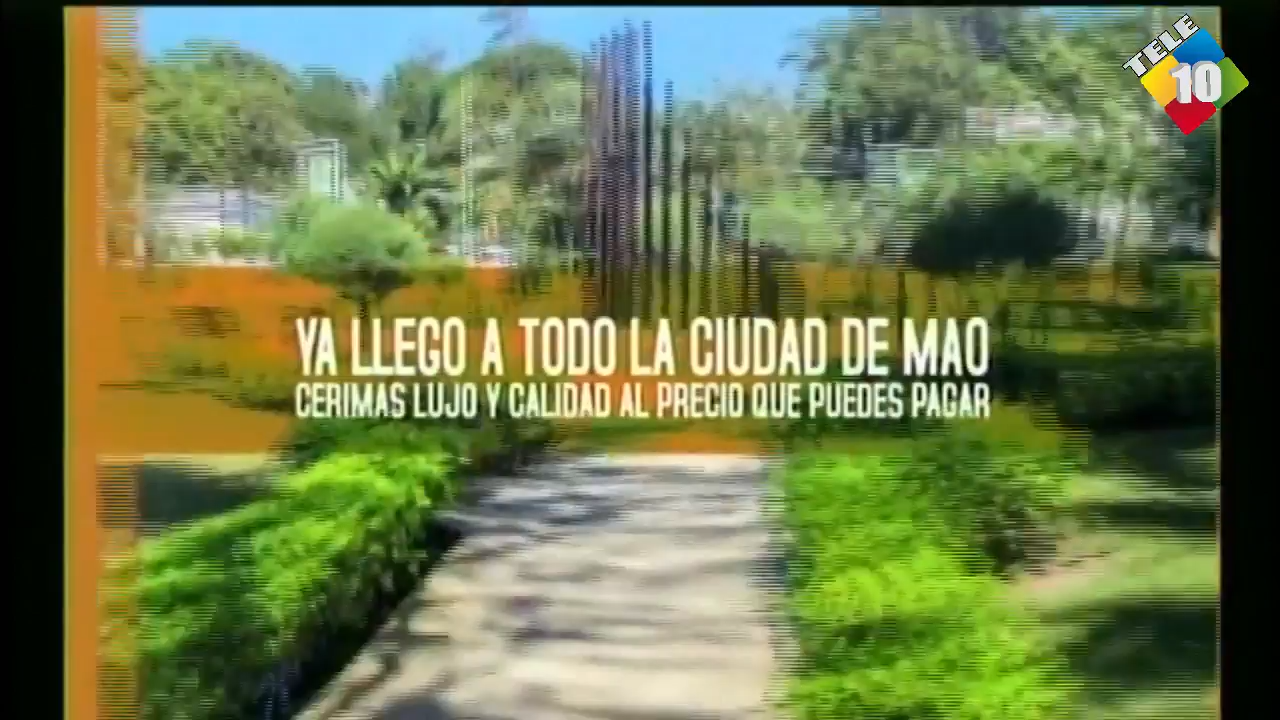 TELE
10
YA LLEGO A TODO LA CIUDAD DE MAO
CERIMAS LUJO Y CALIDAD AL PRECIO QUE PUEDES PAGAR